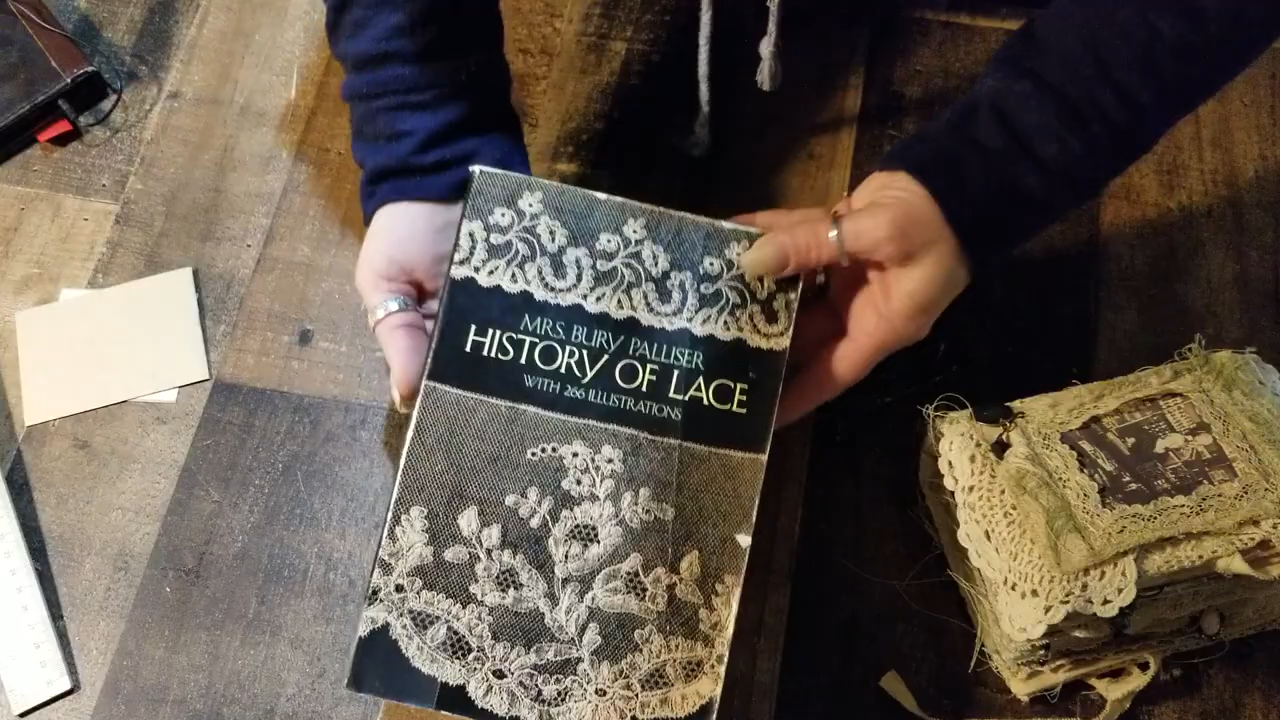 MRS. BURY PALLISER
HISTORY OF LACE
WITH 266 ILLUSTRATIONS